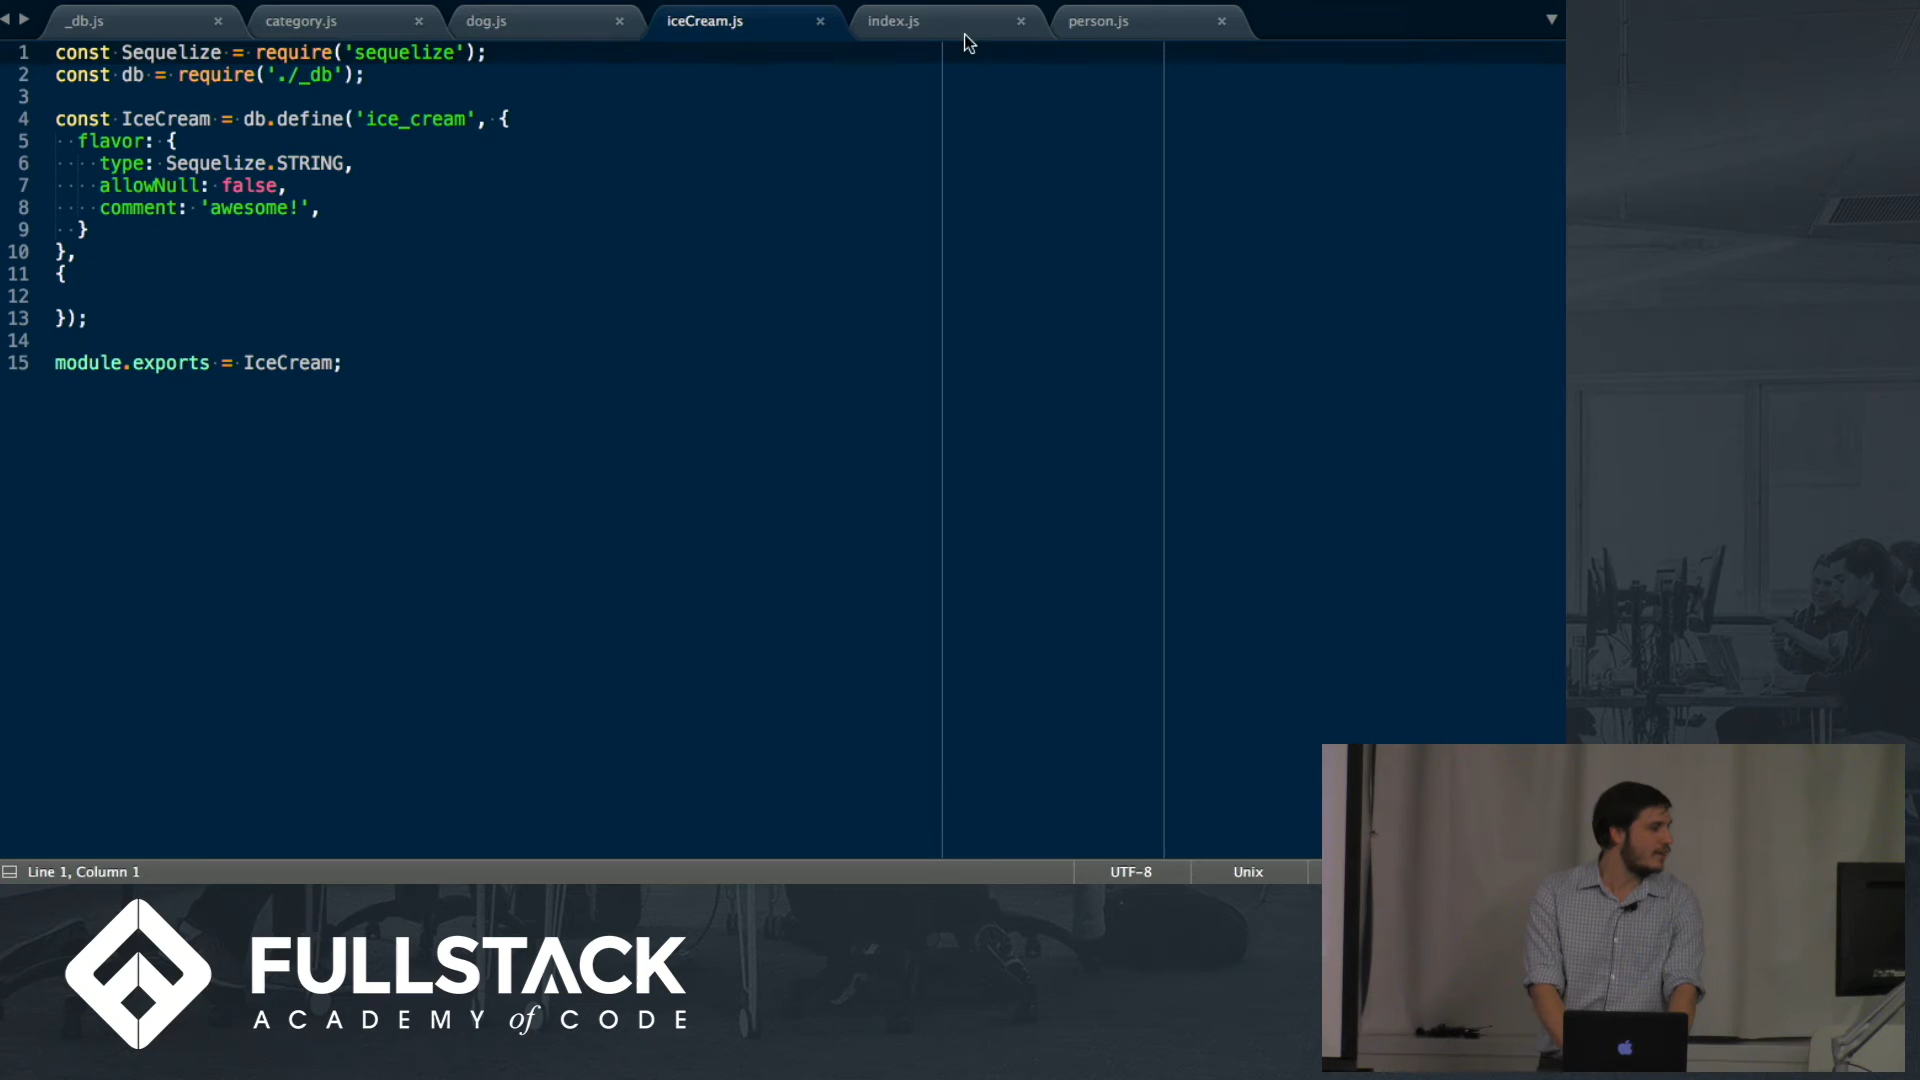 _db.js × category.js × dog.js × iceCream.js × index.js × person.js ×
1 const Sequelize = require('sequelize');
2 const db = require('./_db');
3
4 const IceCream = db.define('ice_cream', {
5 flavor: {
6 type: Sequelize.STRING,
7 allowNull: false,
8 comment: 'awesome!',
9 }
10 },
11 {
12
13 });
14
15 module.exports = IceCream;
Line 1, Column 1 UTF-8 Unix
FULLSTACK
ACADEMY of CODE